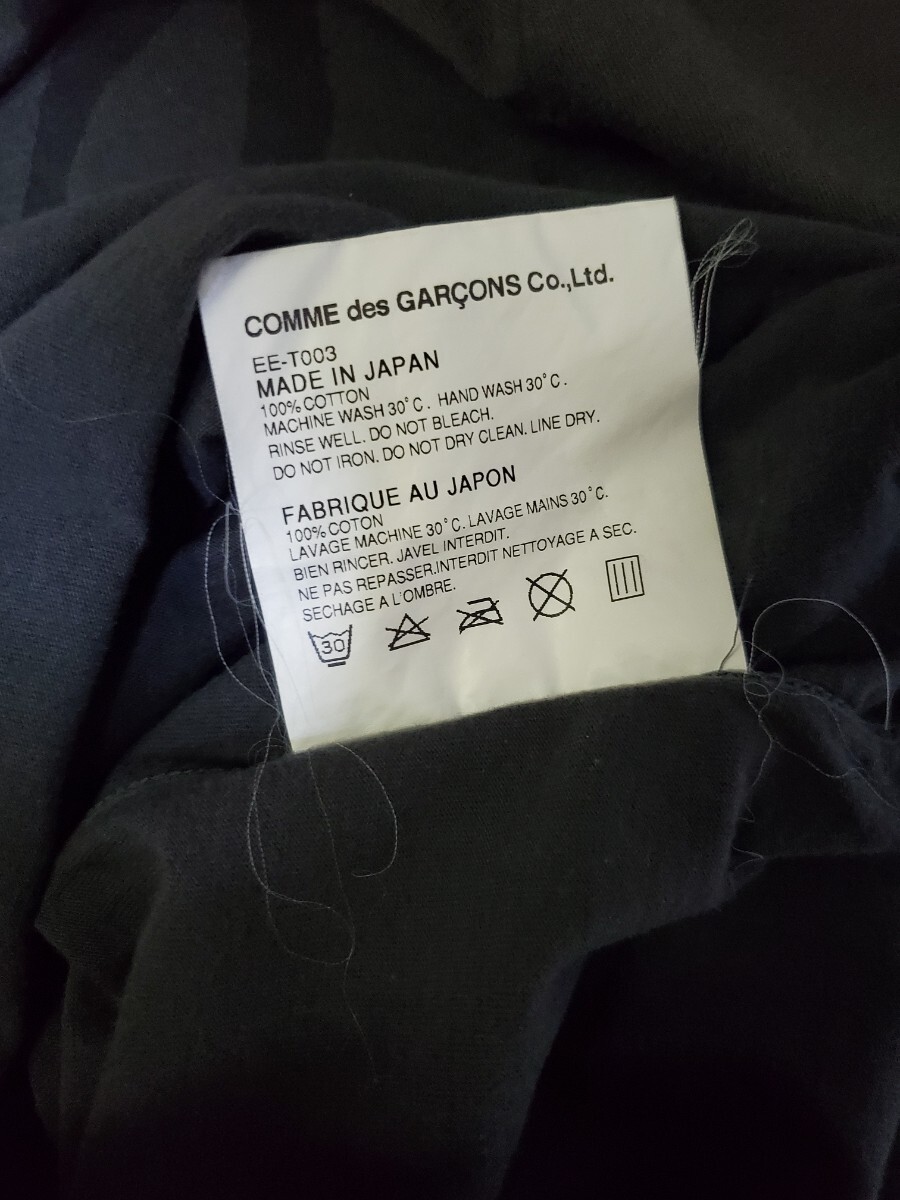 COMME des GARÇONS Co.,Ltd.
EE-T003
MADE IN JAPAN
100% COTTON
MACHINE WASH 30°C. HAND WASH 30°C.
RINSE WELL. DO NOT BLEACH.
DO NOT IRON. DO NOT DRY CLEAN. LINE DRY.
FABRIQUE AU JAPON
100% COTON
LAVAGE MACHINE 30°C. LAVAGE MAINS 30°C.
BIEN RINCER. JAVEL INTERDIT.
NE PAS REPASSER.INTERDIT NETTOYAGE A SEC.
SECHAGE A L'OMBRE.
30